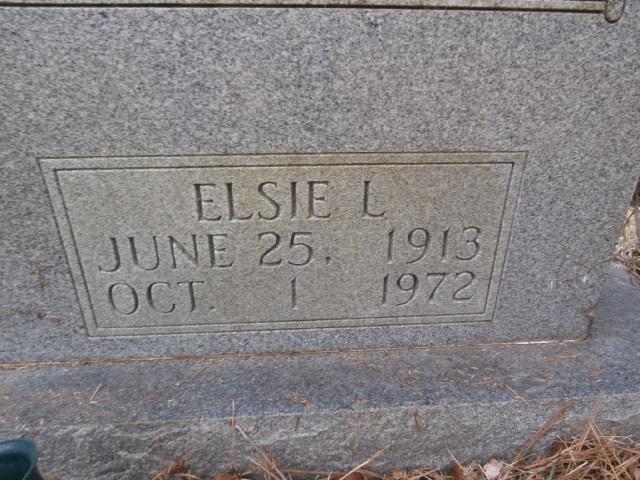 ELSIE L
JUNE 25, 1913
OCT. 1 1972